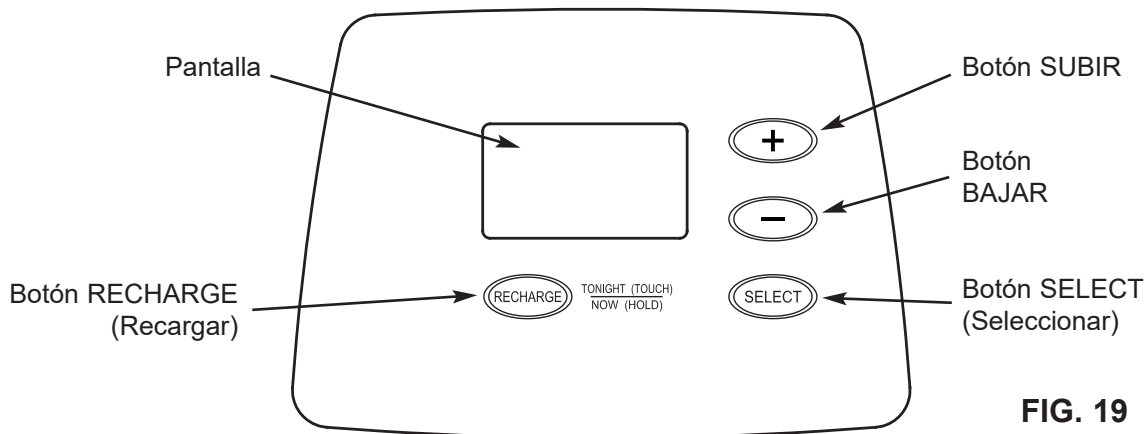 Pantalla
Botón SUBIR
+
Botón
BAJAR
–
Botón RECHARGE
(Recargar)
RECHARGE
TONIGHT (TOUCH)
NOW (HOLD)
SELECT
Botón SELECT
(Seleccionar)
FIG. 19